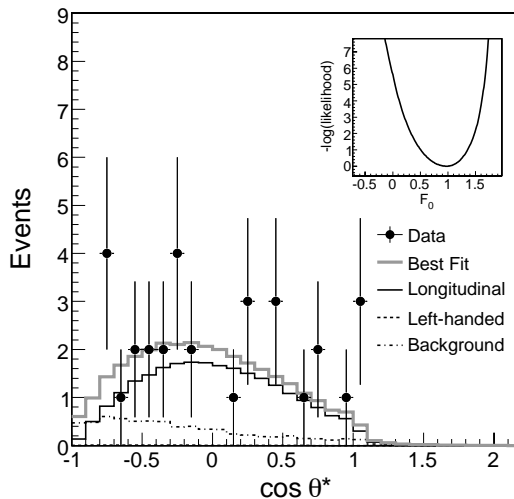 9
8
7
6
5
4
3
2
1
0
Events
-1 -0.5 0 0.5 1 1.5 2
cos θ*
7
6
5
4
3
2
1
0
-log(likelihood)
-0.5 0 0.5 1 1.5
F0
Data
Best Fit
Longitudinal
Left-handed
Background